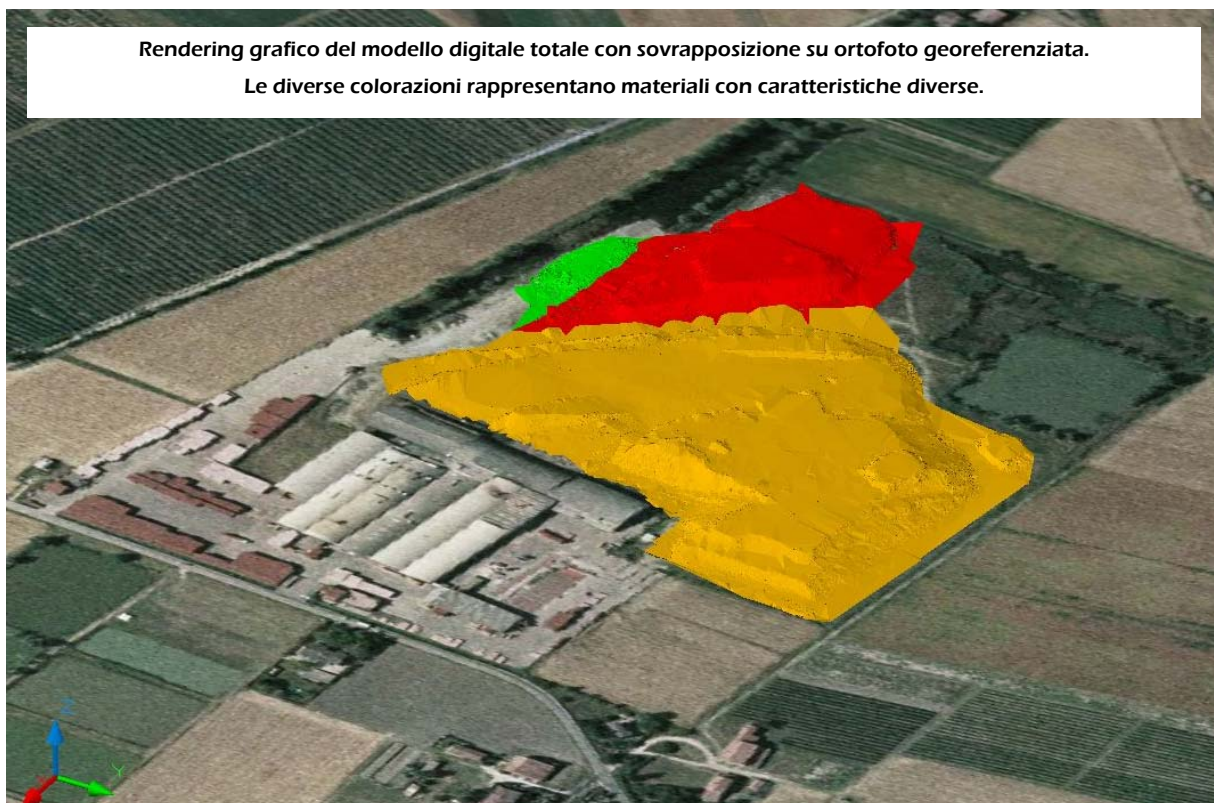 Rendering grafico del modello digitale totale con sovrapposizione su ortofoto georeferenziata.
Le diverse colorazioni rappresentano materiali con caratteristiche diverse.
Z
Y
X